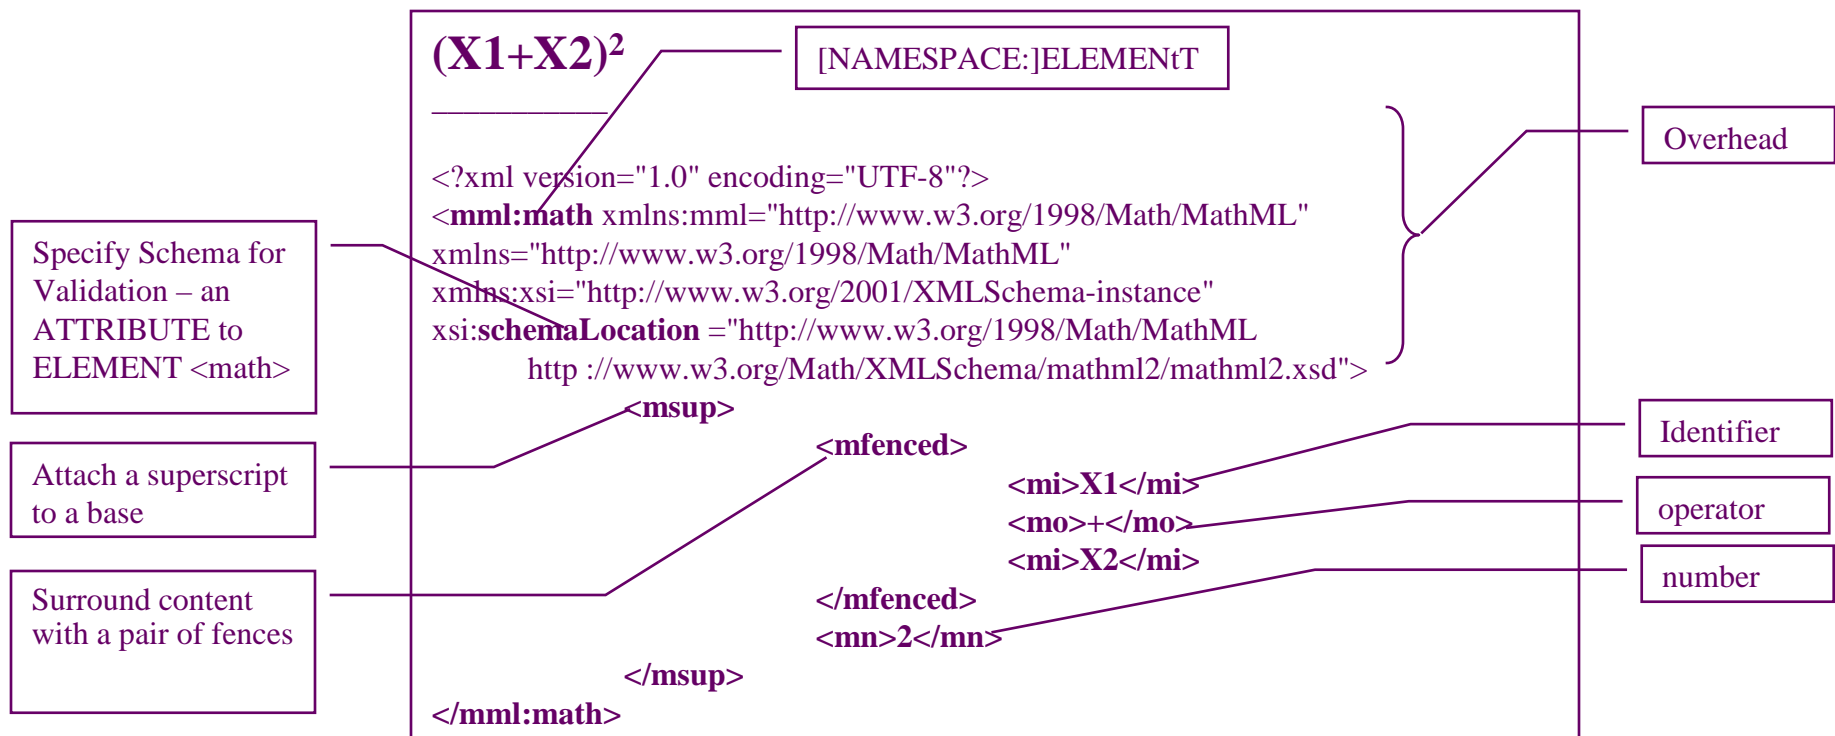 (X1+X2)2
[NAMESPACE:]ELEMENtT
___________
Overhead
<?xml version="1.0" encoding="UTF-8"?>
<mml:math xmlns:mml="http://www.w3.org/1998/Math/MathML"
xmlns="http://www.w3.org/1998/Math/MathML"
xmlns:xsi="http://www.w3.org/2001/XMLSchema-instance"
xsi:schemaLocation ="http://www.w3.org/1998/Math/MathML
http ://www.w3.org/Math/XMLSchema/mathml2/mathml2.xsd">
<msup>
<mfenced>
<mi>X1</mi>
<mo>+</mo>
<mi>X2</mi>
</mfenced>
<mn>2</mn>
</msup>
</mml:math>
Specify Schema for
Validation – an
ATTRIBUTE to
ELEMENT <math>
Attach a superscript
to a base
Surround content
with a pair of fences
Identifier
operator
number